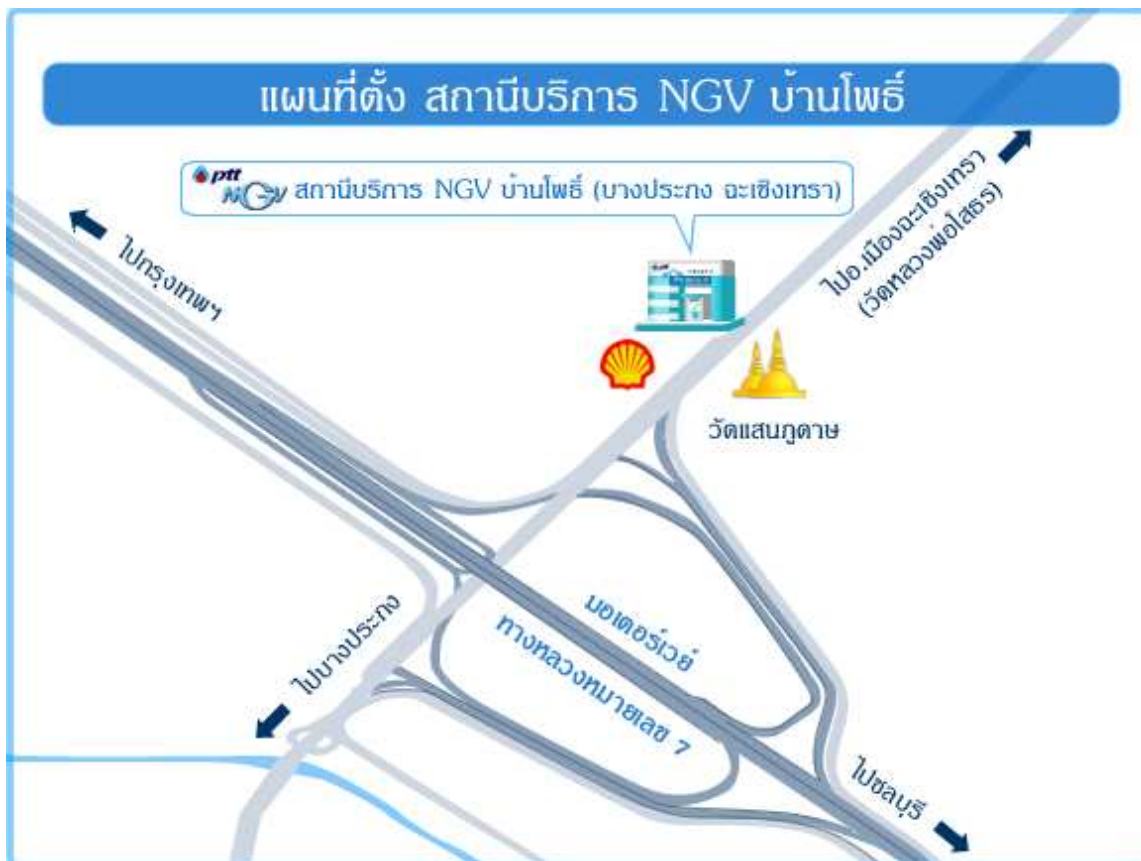 แผนที่ตั้ง สถานีบริการ NGV บ้านโพธิ์
ptt
NGV สถานีบริการ NGV บ้านโพธิ์ (บางประกง ฉะเชิงเทรา)
ไปกรุงเทพฯ
ไปอ.เมืองฉะเชิงเทรา
(วัดหลวงพ่อโสธร)
วัดแสนภูดาษ
ไปบางประกง
มอเตอร์เวย์
ทางหลวงหมายเลข 7
ไปชลบุรี